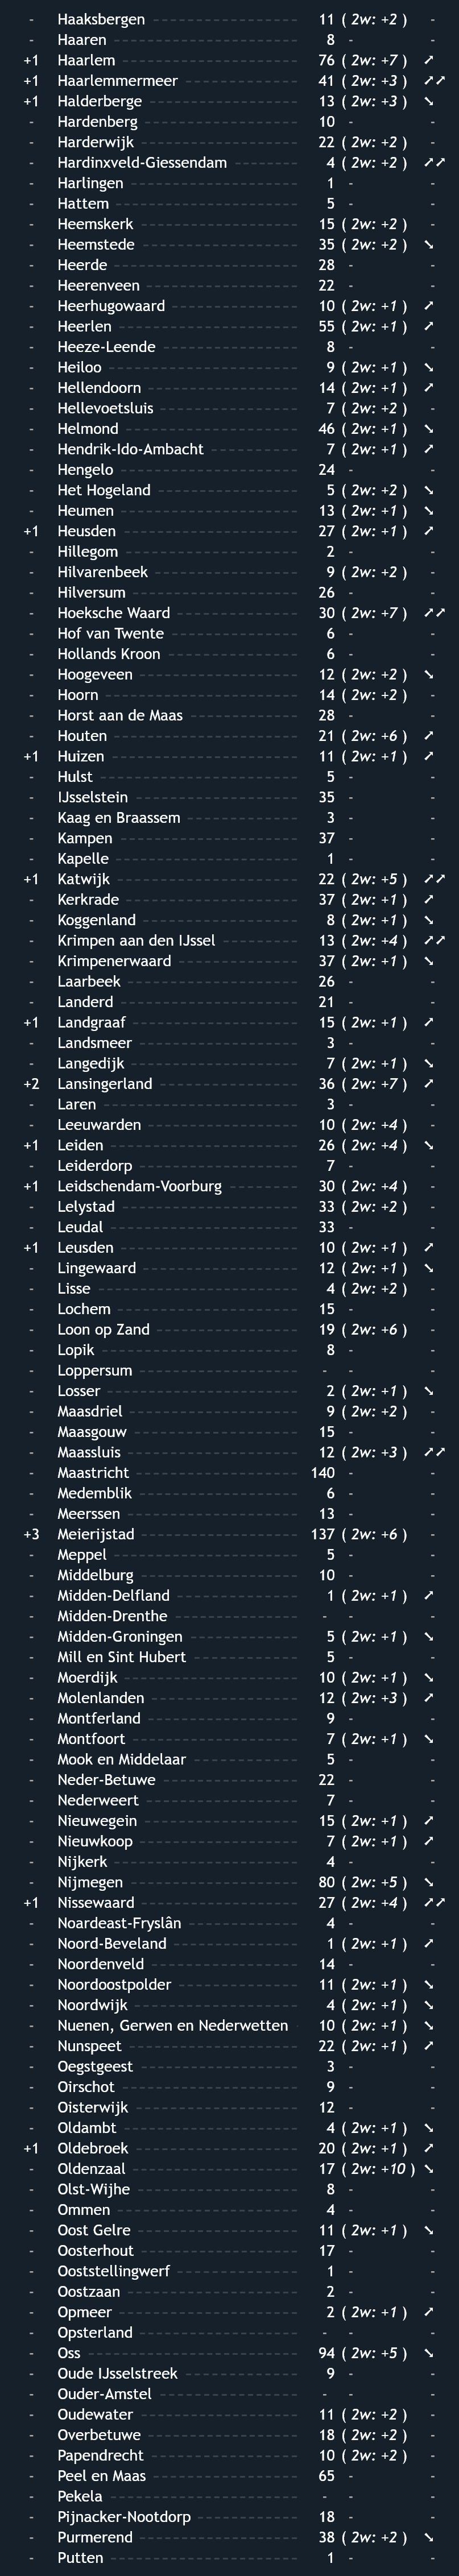 - Haaksbergen 11 ( 2w: +2 ) -
- Haaren 8 - -
+1 Haarlem 76 ( 2w: +7 ) ↗
+1 Haarlemmermeer 41 ( 2w: +3 ) ↗↗
+1 Halderberge 13 ( 2w: +3 ) ↘
- Hardenberg 10 - -
- Harderwijk 22 ( 2w: +2 ) -
- Hardinxveld-Giessendam 4 ( 2w: +2 ) ↗↗
- Harlingen 1 - -
- Hattem 5 - -
- Heemskerk 15 ( 2w: +2 ) -
- Heemstede 35 ( 2w: +2 ) ↘
- Heerde 28 - -
- Heerenveen 22 - -
- Heerhugowaard 10 ( 2w: +1 ) ↗
- Heerlen 55 ( 2w: +1 ) ↗
- Heeze-Leende 8 - -
- Heiloo 9 ( 2w: +1 ) ↘
- Hellendoorn 14 ( 2w: +1 ) ↗
- Hellevoetsluis 7 ( 2w: +2 ) -
- Helmond 46 ( 2w: +1 ) ↘
- Hendrik-Ido-Ambacht 7 ( 2w: +1 ) ↗
- Hengelo 24 - -
- Het Hogeland 5 ( 2w: +2 ) ↘
- Heumen 13 ( 2w: +1 ) ↘
+1 Heusden 27 ( 2w: +1 ) ↗
- Hillegom 2 - -
- Hilvarenbeek 9 ( 2w: +2 ) -
- Hilversum 26 - -
- Hoeksche Waard 30 ( 2w: +7 ) ↗↗
- Hof van Twente 6 - -
- Hollands Kroon 6 - -
- Hoogeveen 12 ( 2w: +2 ) ↘
- Hoorn 14 ( 2w: +2 ) -
- Horst aan de Maas 28 - -
- Houten 21 ( 2w: +6 ) ↗
+1 Huizen 11 ( 2w: +1 ) ↗
- Hulst 5 - -
- IJsselstein 35 - -
- Kaag en Braassem 3 - -
- Kampen 37 - -
- Kapelle 1 - -
+1 Katwijk 22 ( 2w: +5 ) ↗↗
- Kerkrade 37 ( 2w: +1 ) ↗
- Koggenland 8 ( 2w: +1 ) ↘
- Krimpen aan den IJssel 13 ( 2w: +4 ) ↗↗
- Krimpenerwaard 37 ( 2w: +1 ) ↘
- Laarbeek 26 - -
- Landerd 21 - -
+1 Landgraaf 15 ( 2w: +1 ) ↗
- Landsmeer 3 - -
- Langedijk 7 ( 2w: +1 ) ↘
+2 Lansingerland 36 ( 2w: +7 ) ↗
- Laren 3 - -
- Leeuwarden 10 ( 2w: +4 ) -
+1 Leiden 26 ( 2w: +4 ) ↘
- Leiderdorp 7 - -
+1 Leidschendam-Voorburg 30 ( 2w: +4 ) -
- Lelystad 33 ( 2w: +2 ) -
- Leudal 33 - -
+1 Leusden 10 ( 2w: +1 ) ↗
- Lingewaard 12 ( 2w: +1 ) ↘
- Lisse 4 ( 2w: +2 ) -
- Lochem 15 - -
- Loon op Zand 19 ( 2w: +6 ) -
- Lopik 8 - -
- Loppersum - - -
- Losser 2 ( 2w: +1 ) ↘
- Maasdriel 9 ( 2w: +2 ) -
- Maasgouw 15 - -
- Maassluis 12 ( 2w: +3 ) ↗↗
- Maastricht 140 - -
- Medemblik 6 - -
- Meerssen 13 - -
+3 Meierijstad 137 ( 2w: +6 ) -
- Meppel 5 - -
- Middelburg 10 - -
- Midden-Delfland 1 ( 2w: +1 ) ↗
- Midden-Drenthe - - -
- Midden-Groningen 5 ( 2w: +1 ) ↘
- Mill en Sint Hubert 5 - -
- Moerdijk 10 ( 2w: +1 ) ↘
- Molenlanden 12 ( 2w: +3 ) ↗
- Montferland 9 - -
- Montfoort 7 ( 2w: +1 ) ↘
- Mook en Middelaar 5 - -
- Neder-Betuwe 22 - -
- Nederweert 7 - -
- Nieuwegein 15 ( 2w: +1 ) ↗
- Nieuwkoop 7 ( 2w: +1 ) ↗
- Nijkerk 4 - -
- Nijmegen 80 ( 2w: +5 ) ↘
+1 Nissewaard 27 ( 2w: +4 ) ↗↗
- Noardeast-Fryslân 4 - -
- Noord-Beveland 1 ( 2w: +1 ) ↗
- Noordenveld 14 - -
- Noordoostpolder 11 ( 2w: +1 ) ↘
- Noordwijk 4 ( 2w: +1 ) ↘
- Nuenen, Gerwen en Nederwetten 10 ( 2w: +1 ) ↘
- Nunspeet 22 ( 2w: +1 ) ↗
- Oegstgeest 3 - -
- Oirschot 9 - -
- Oisterwijk 12 - -
- Oldambt 4 ( 2w: +1 ) ↘
+1 Oldebroek 20 ( 2w: +1 ) ↗
- Oldenzaal 17 ( 2w: +10 ) ↘
- Olst-Wijhe 8 - -
- Ommen 4 - -
- Oost Gelre 11 ( 2w: +1 ) ↘
- Oosterhout 17 - -
- Ooststellingwerf 1 - -
- Oostzaan 2 - -
- Opmeer 2 ( 2w: +1 ) ↗
- Opsterland - - -
- Oss 94 ( 2w: +5 ) ↘
- Oude IJsselstreek 9 - -
- Ouder-Amstel - - -
- Oudewater 11 ( 2w: +2 ) -
- Overbetuwe 18 ( 2w: +2 ) -
- Papendrecht 10 ( 2w: +2 ) -
- Peel en Maas 65 - -
- Pekela - - -
- Pijnacker-Nootdorp 18 - -
- Purmerend 38 ( 2w: +2 ) ↘
- Putten 1 - -